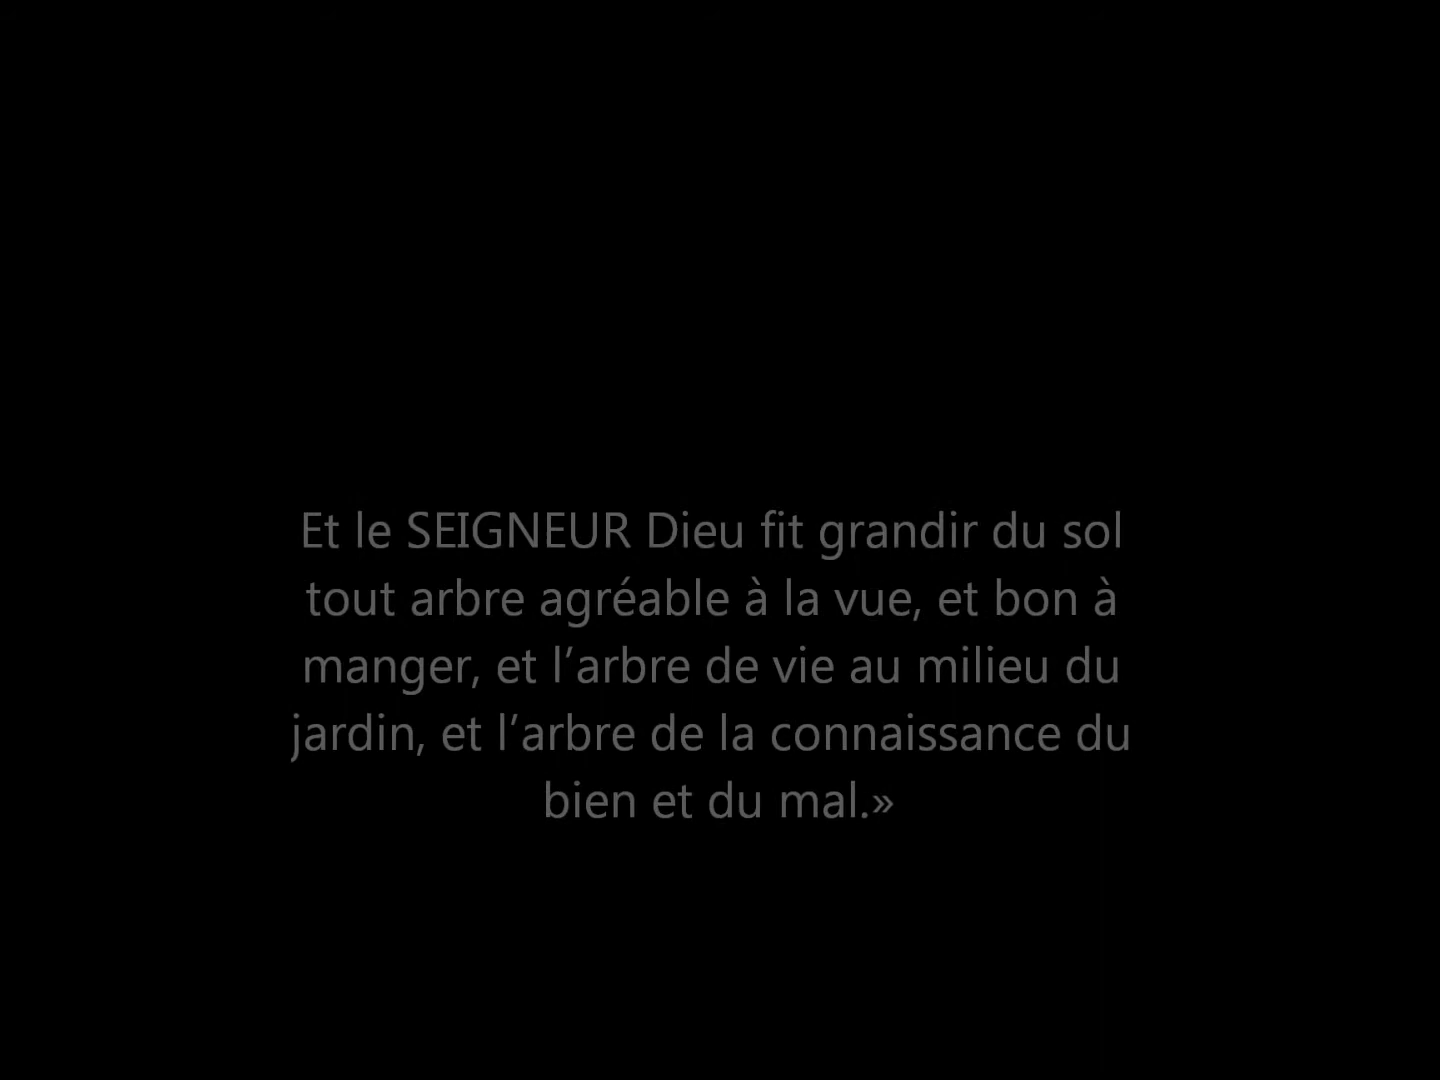 Et le SEIGNEUR Dieu fit grandir du sol
tout arbre agréable à la vue, et bon à
manger, et l’arbre de vie au milieu du
jardin, et l’arbre de la connaissance du
bien et du mal.»